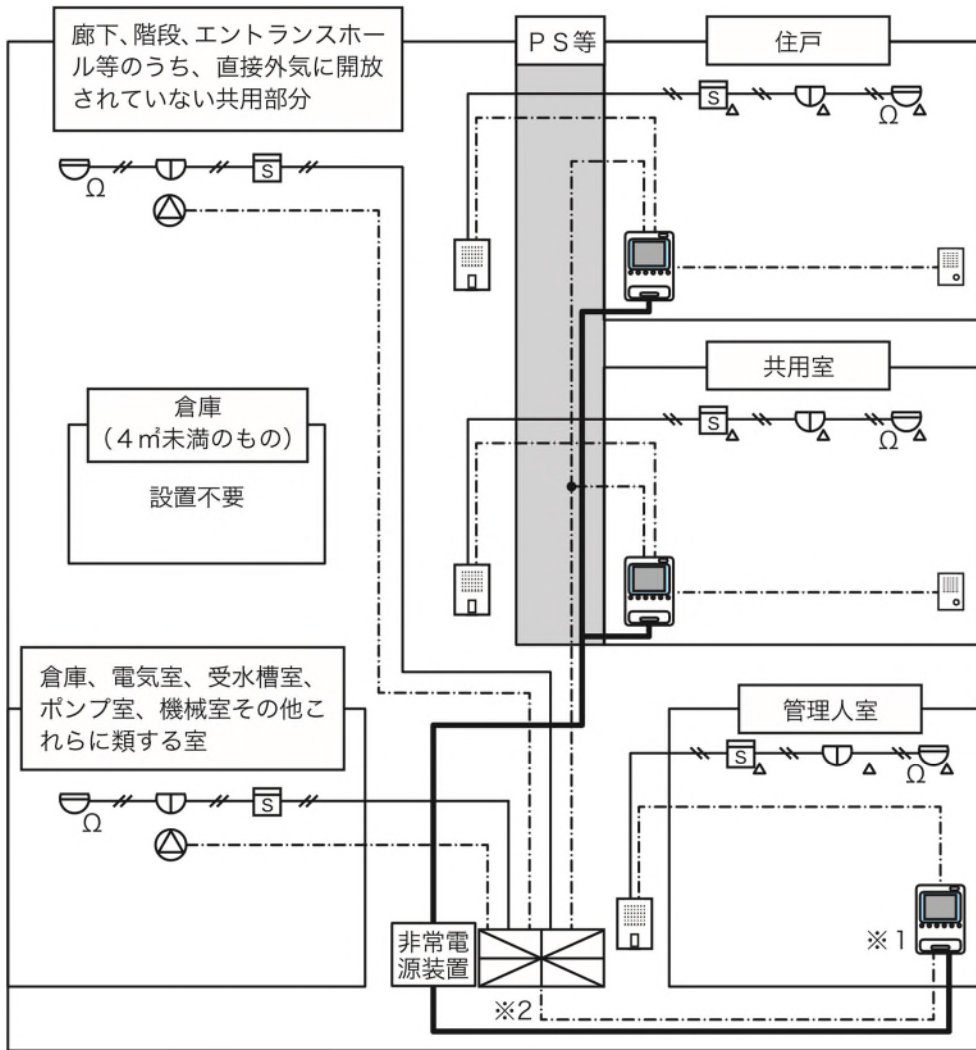 廊下、階段、エントランスホー
ル等のうち、直接外気に開放
されていない共用部分
PS等
住戸
S
Ω
Ω
S
共用室
倉庫
(4㎡未満のもの)
設置不要
S
Ω
倉庫、電気室、受水槽室、
ポンプ室、機械室その他こ
れらに類する室
管理人室
S
Ω
S
Ω
非常電
源装置
※1
※2